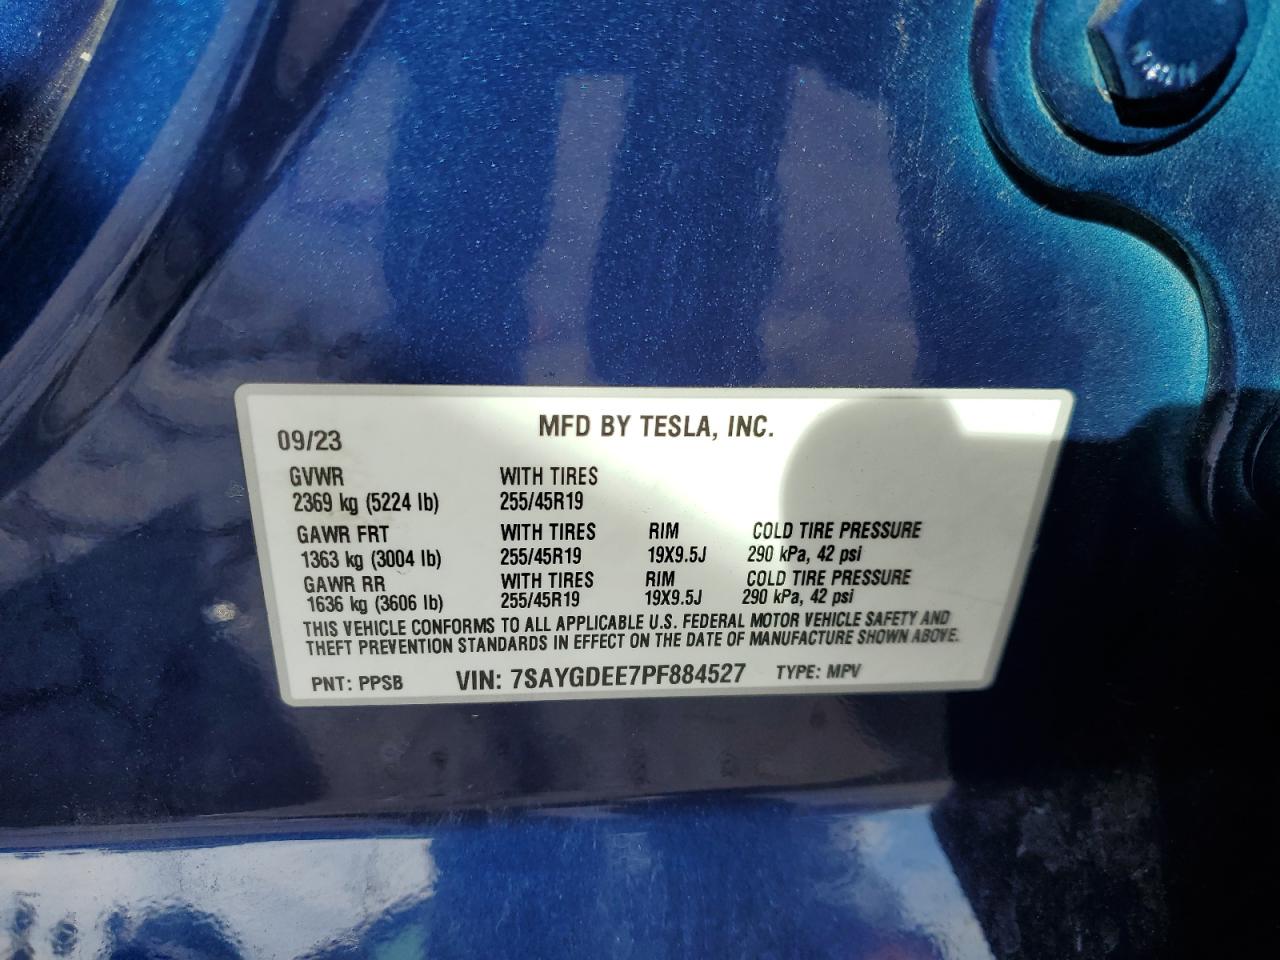 MFD BY TESLA, INC.
09/23
GVWR WITH TIRES
2369 kg (5224 lb) 255/45R19
GAWR FRT WITH TIRES RIM COLD TIRE PRESSURE
1363 kg (3004 lb) 255/45R19 19X9.5J 290 kPa, 42 psi
GAWR RR WITH TIRES RIM COLD TIRE PRESSURE
1636 kg (3606 lb) 255/45R19 19X9.5J 290 kPa, 42 psi
THIS VEHICLE CONFORMS TO ALL APPLICABLE U.S. FEDERAL MOTOR VEHICLE SAFETY AND
THEFT PREVENTION STANDARDS IN EFFECT ON THE DATE OF MANUFACTURE SHOWN ABOVE.
PNT: PPSB VIN: 7SAYGDEE7PF884527 TYPE: MPV